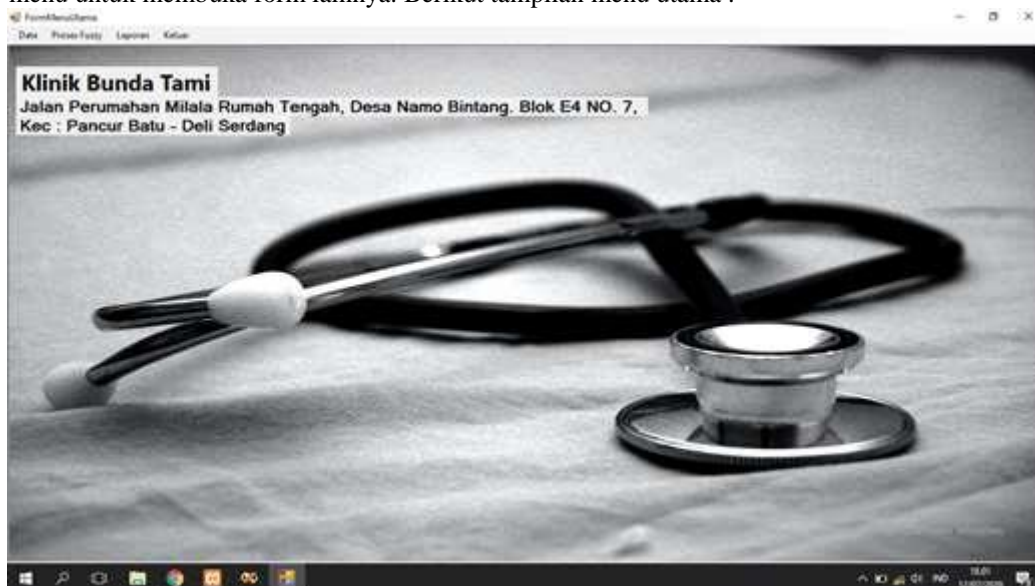 menu untuk membuka form lainnya. Berikut tampilan menu utama :
FormMenuUtama
Data Proses Fuzzy Laporan Keluar
Klinik Bunda Tami
Jalan Perumahan Milala Rumah Tengah, Desa Namo Bintang. Blok E4 NO. 7,
Kec : Pancur Batu - Deli Serdang